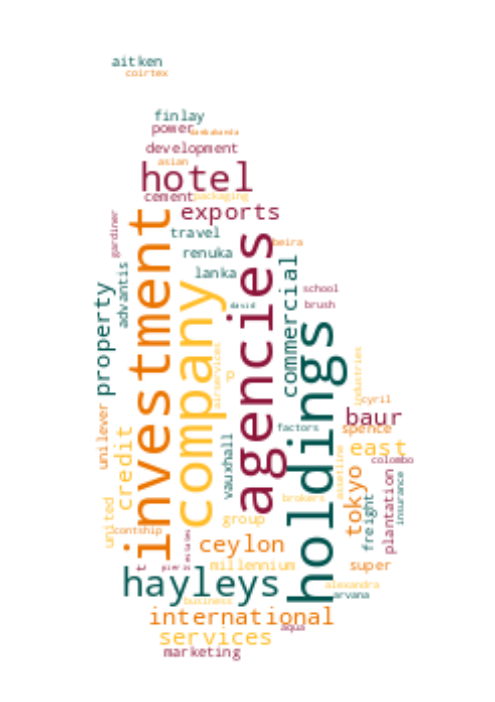 aitken
coirtex
finlay
power
development
asian
hotel
cement
packaging
exports
gardiner
investment
travel
agencies
beira
renuka
lanka
advantis
property
company
commercial
school
brush
david
holdings
airservices
p
industries
cyril
baur
unilever
credit
vauxhall
factors
spence
east
colombo
assetline
tokyo
plantation
insurance
united
brokers
freight
group
contship
ceylon
t
pier
estates
millennium
super
hayleys
alexandra
arvana
business
international
aqua
services
marketing